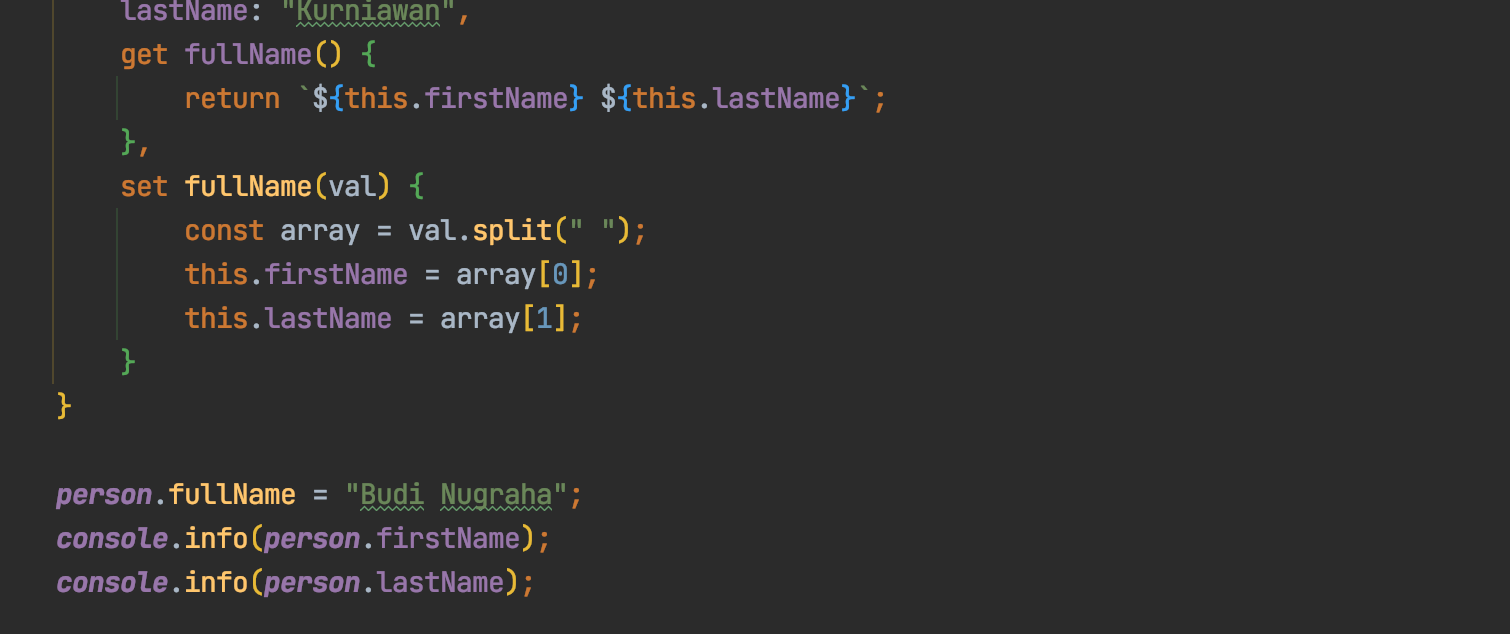 lastName: "Kurniawan",
get fullName() {
return `${this.firstName} ${this.lastName}`;
},
set fullName(val) {
const array = val.split(" ");
this.firstName = array[0];
this.lastName = array[1];
}
}
person.fullName = "Budi Nugraha";
console.info(person.firstName);
console.info(person.lastName);